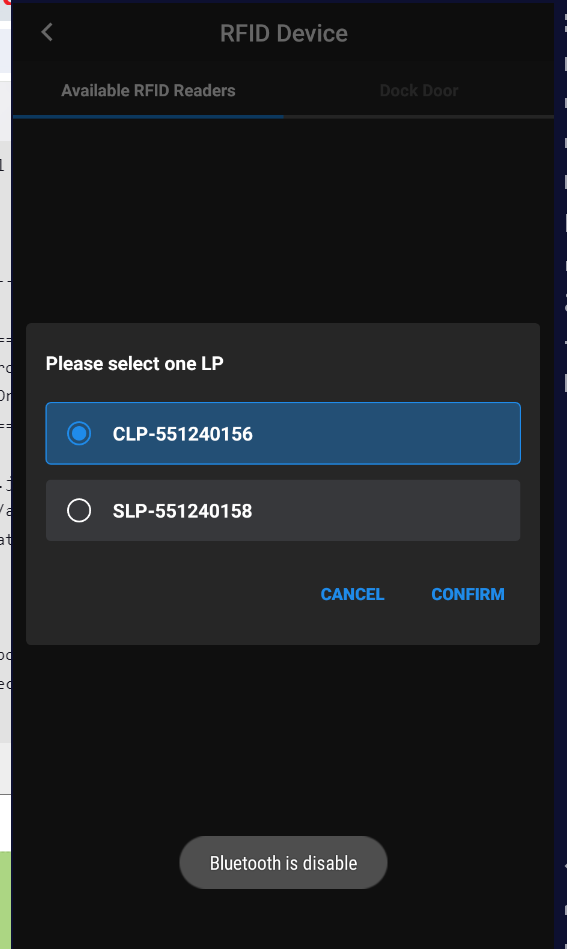 RFID Device
Available RFID Readers
Dock Door
Please select one LP
CLP-551240156
SLP-551240158
CANCEL
CONFIRM
Bluetooth is disable